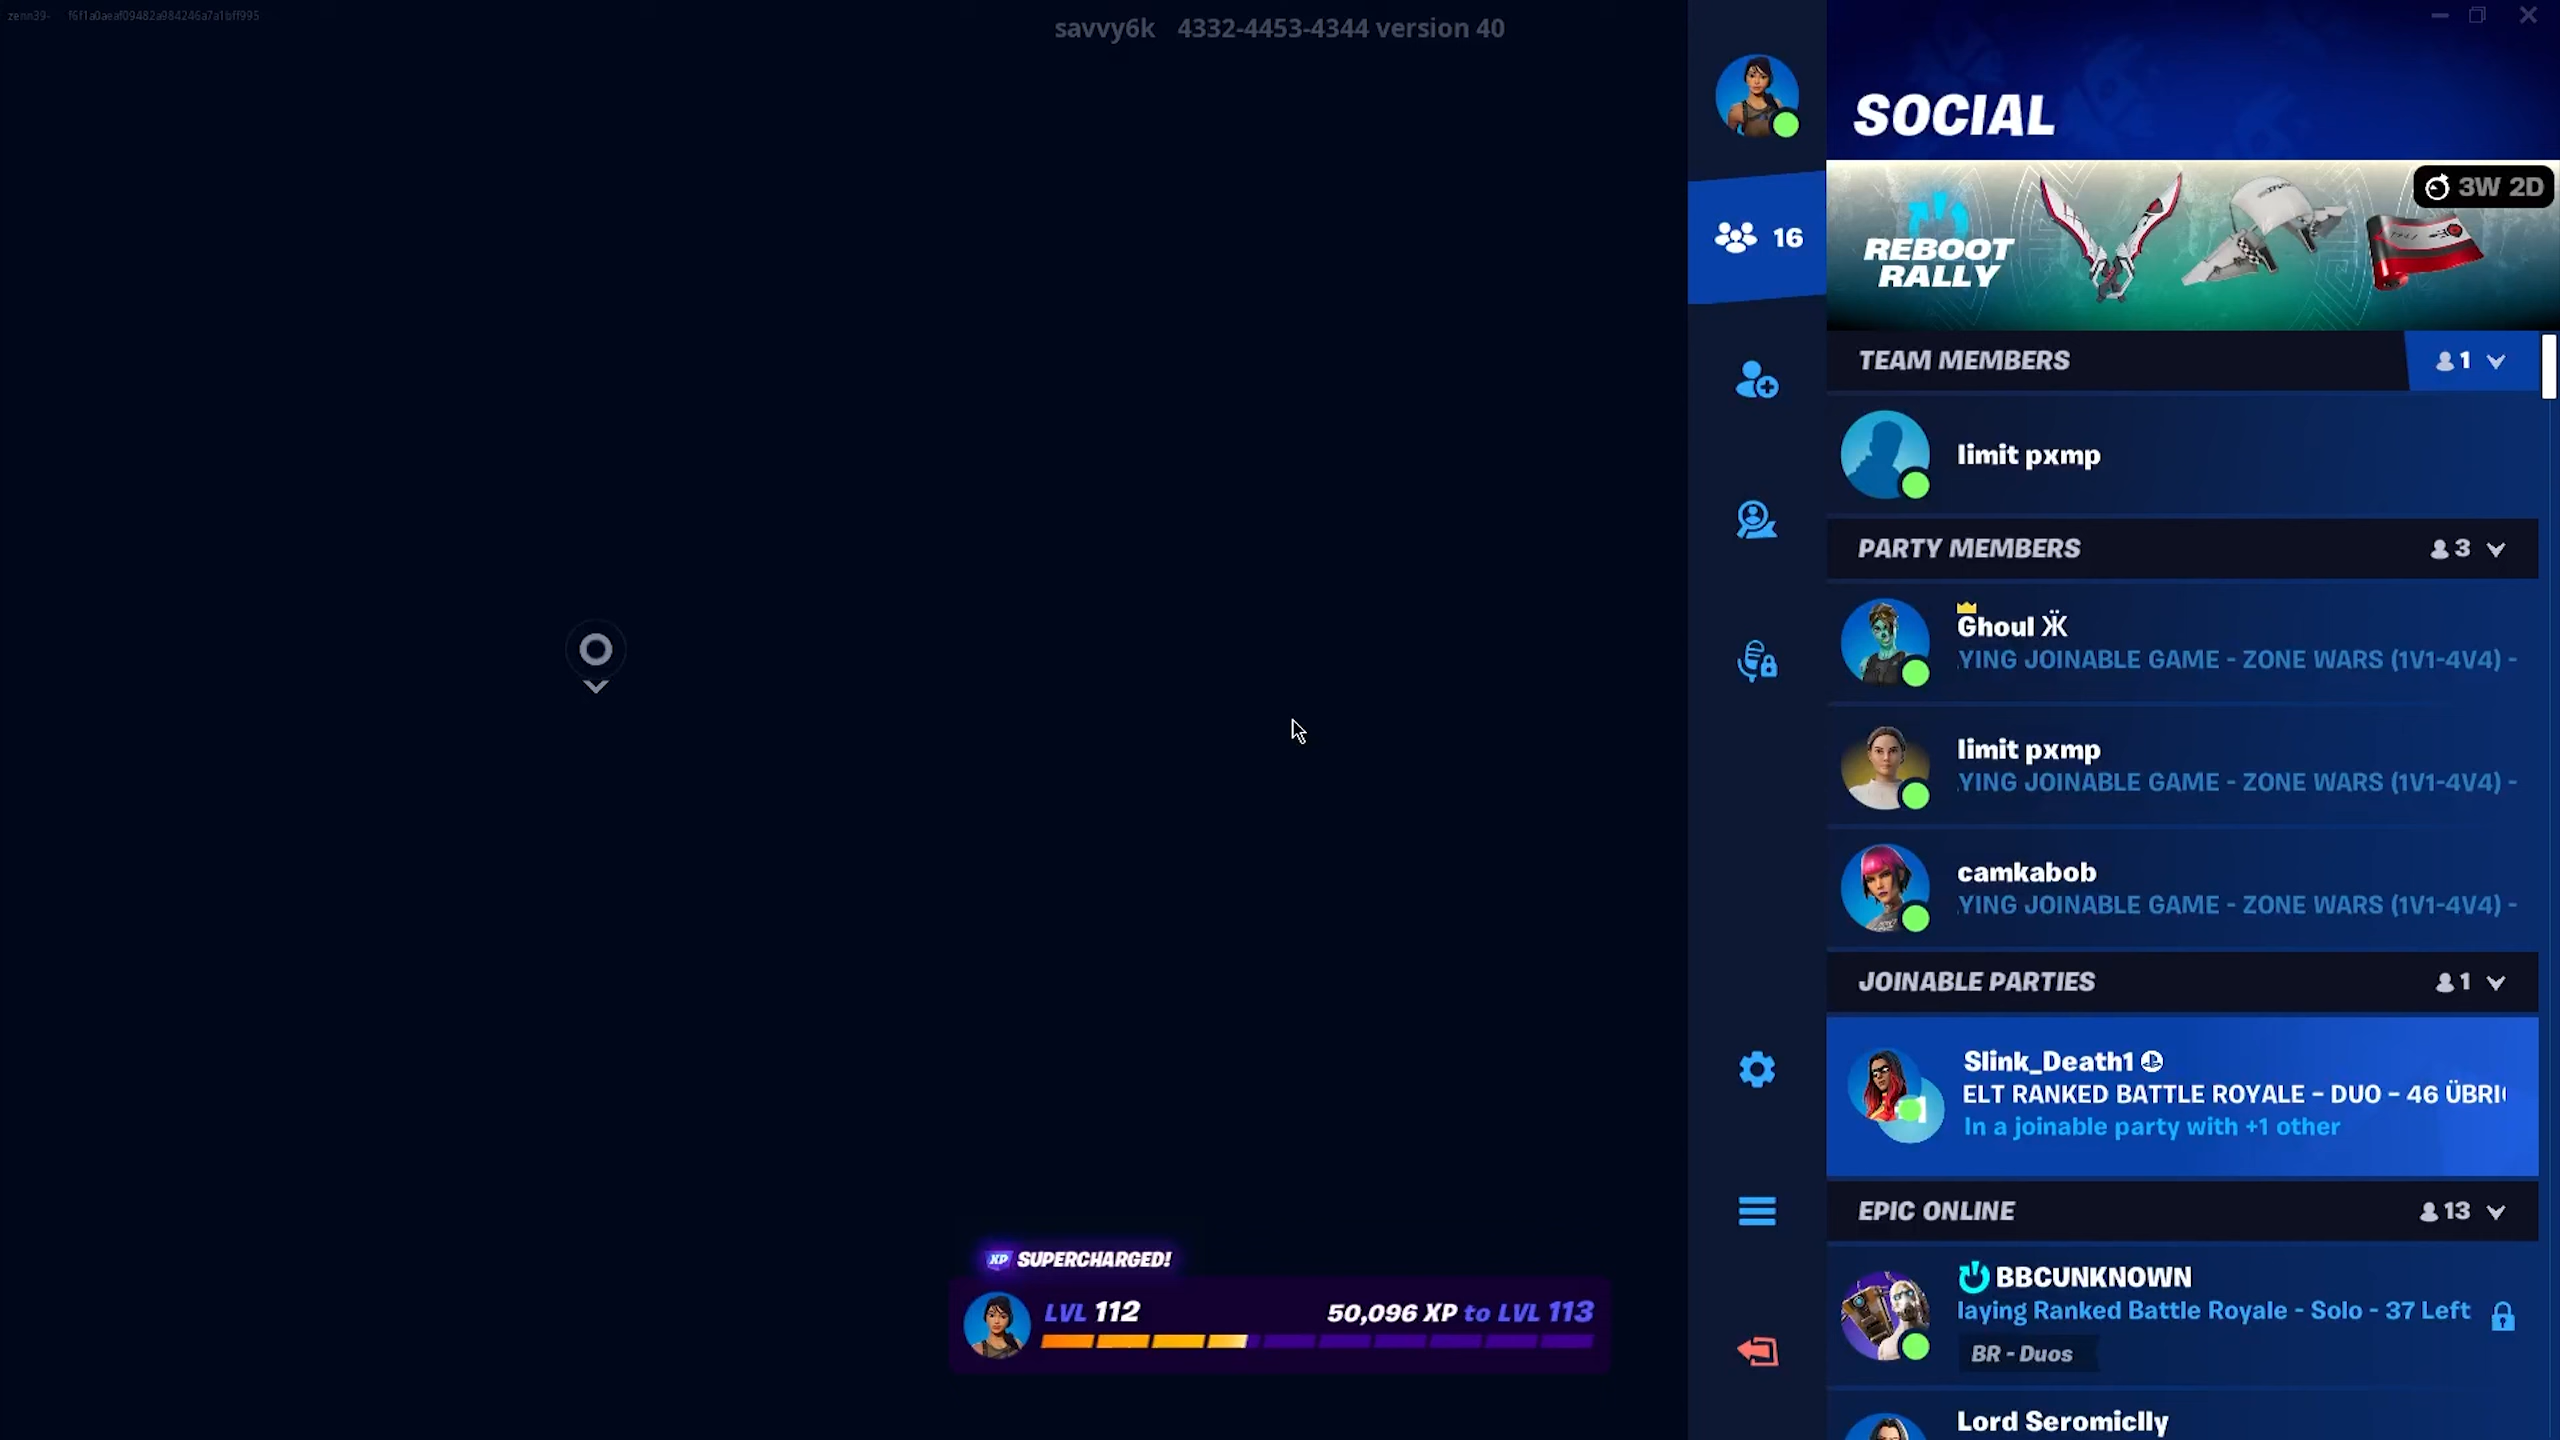 zenn39- f6f1a0aeaf09482a984246a7a1bff995
savvy6k 4332-4453-4344 version 40
SOCIAL
3W 2D
REBOOT
RALLY
16
TEAM MEMBERS 1
limit pxmp
PARTY MEMBERS 3
Ghoul Ӝ
YING JOINABLE GAME - ZONE WARS (1V1-4V4) -
limit pxmp
YING JOINABLE GAME - ZONE WARS (1V1-4V4) -
camkabob
YING JOINABLE GAME - ZONE WARS (1V1-4V4) -
JOINABLE PARTIES 1
Slink_Death1
ELT RANKED BATTLE ROYALE - DUO - 46 ÜBRI
In a joinable party with +1 other
EPIC ONLINE 13
BBCUNKNOWN
laying Ranked Battle Royale - Solo - 37 Left
BR - Duos
Lord Seromiclly
XP SUPERCHARGED!
LVL 112 50,096 XP to LVL 113